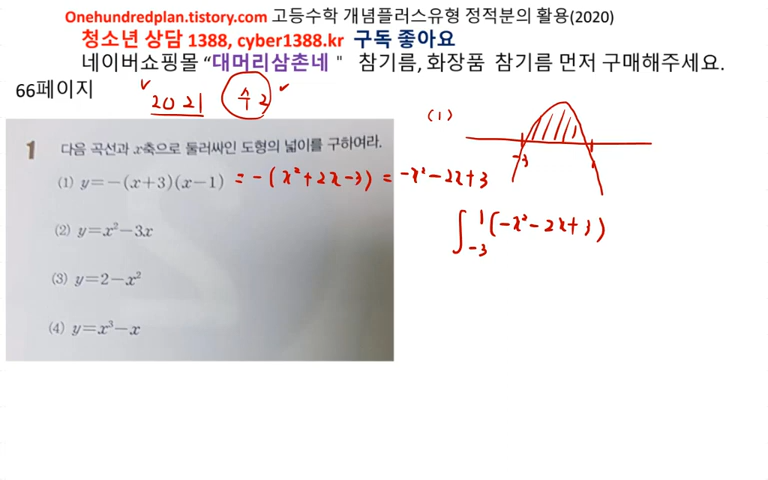 Onehundredplan.tistory.com 고등수학 개념플러스유형 정적분의 활용(2020)
청소년 상담 1388, cyber1388.kr 구독 좋아요
네이버쇼핑몰 “대머리삼촌네 " 참기름, 화장품 참기름 먼저 구매해주세요.
66페이지
2021 수2
(1)
-3 1
1 다음 곡선과 x축으로 둘러싸인 도형의 넓이를 구하여라.
(1) y=-(x+3)(x-1) = -(x²+2x-3) = -x²-2x+3
∫₋₃¹(-x²-2x+3)
(2) y=x²-3x
(3) y=2-x²
(4) y=x³-x